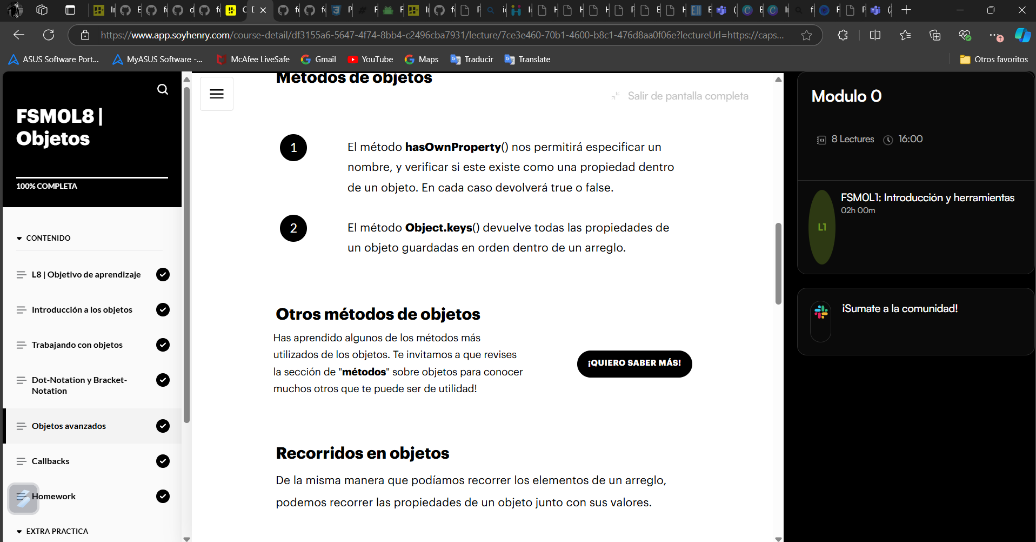 https://www.app.soyhenry.com/course-detail/df3155a6-5647-4f74-8bb4-c2496cba7931/lecture/7ce3e460-70b1-4600-b8c1-476d8aa0f06e?lectureUrl=https://caps...
ASUS Software Port...
MyASUS Software -...
McAfee LiveSafe
Gmail
YouTube
Maps
Traducir
Translate
Otros favoritos
FSM0L8 |
Objetos
100% COMPLETA
CONTENIDO
L8 | Objetivo de aprendizaje
Introducción a los objetos
Trabajando con objetos
Dot-Notation y Bracket-
Notation
Objetos avanzados
Callbacks
Homework
EXTRA PRACTICA
Métodos de objetos
Salir de pantalla completa
1
El método hasOwnProperty() nos permitirá especificar un
nombre, y verificar si este existe como una propiedad dentro
de un objeto. En cada caso devolverá true o false.
2
El método Object.keys() devuelve todas las propiedades de
un objeto guardadas en orden dentro de un arreglo.
Otros métodos de objetos
Has aprendido algunos de los métodos más
utilizados de los objetos. Te invitamos a que revises
la sección de "métodos" sobre objetos para conocer
muchos otros que te puede ser de utilidad!
¡QUIERO SABER MÁS!
Recorridos en objetos
De la misma manera que podíamos recorrer los elementos de un arreglo,
podemos recorrer las propiedades de un objeto junto con sus valores.
Modulo 0
8 Lectures
16:00
L1
FSM0L1: Introducción y herramientas
02h 00m
¡Sumate a la comunidad!